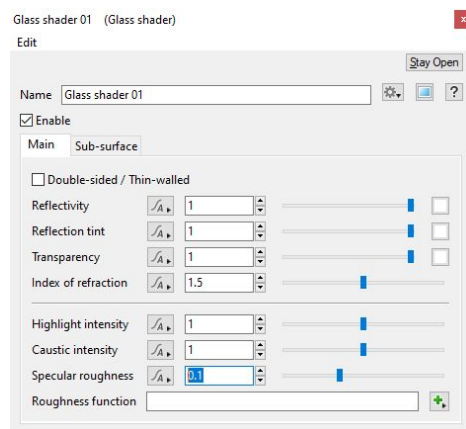 Glass shader 01 (Glass shader) x
Edit
Stay Open
Name Glass shader 01 ?
Enable
Main Sub-surface
Double-sided / Thin-walled
Reflectivity 1
Reflection tint 1
Transparency 1
Index of refraction 1.5
Highlight intensity 1
Caustic intensity 1
Specular roughness 0.1
Roughness function